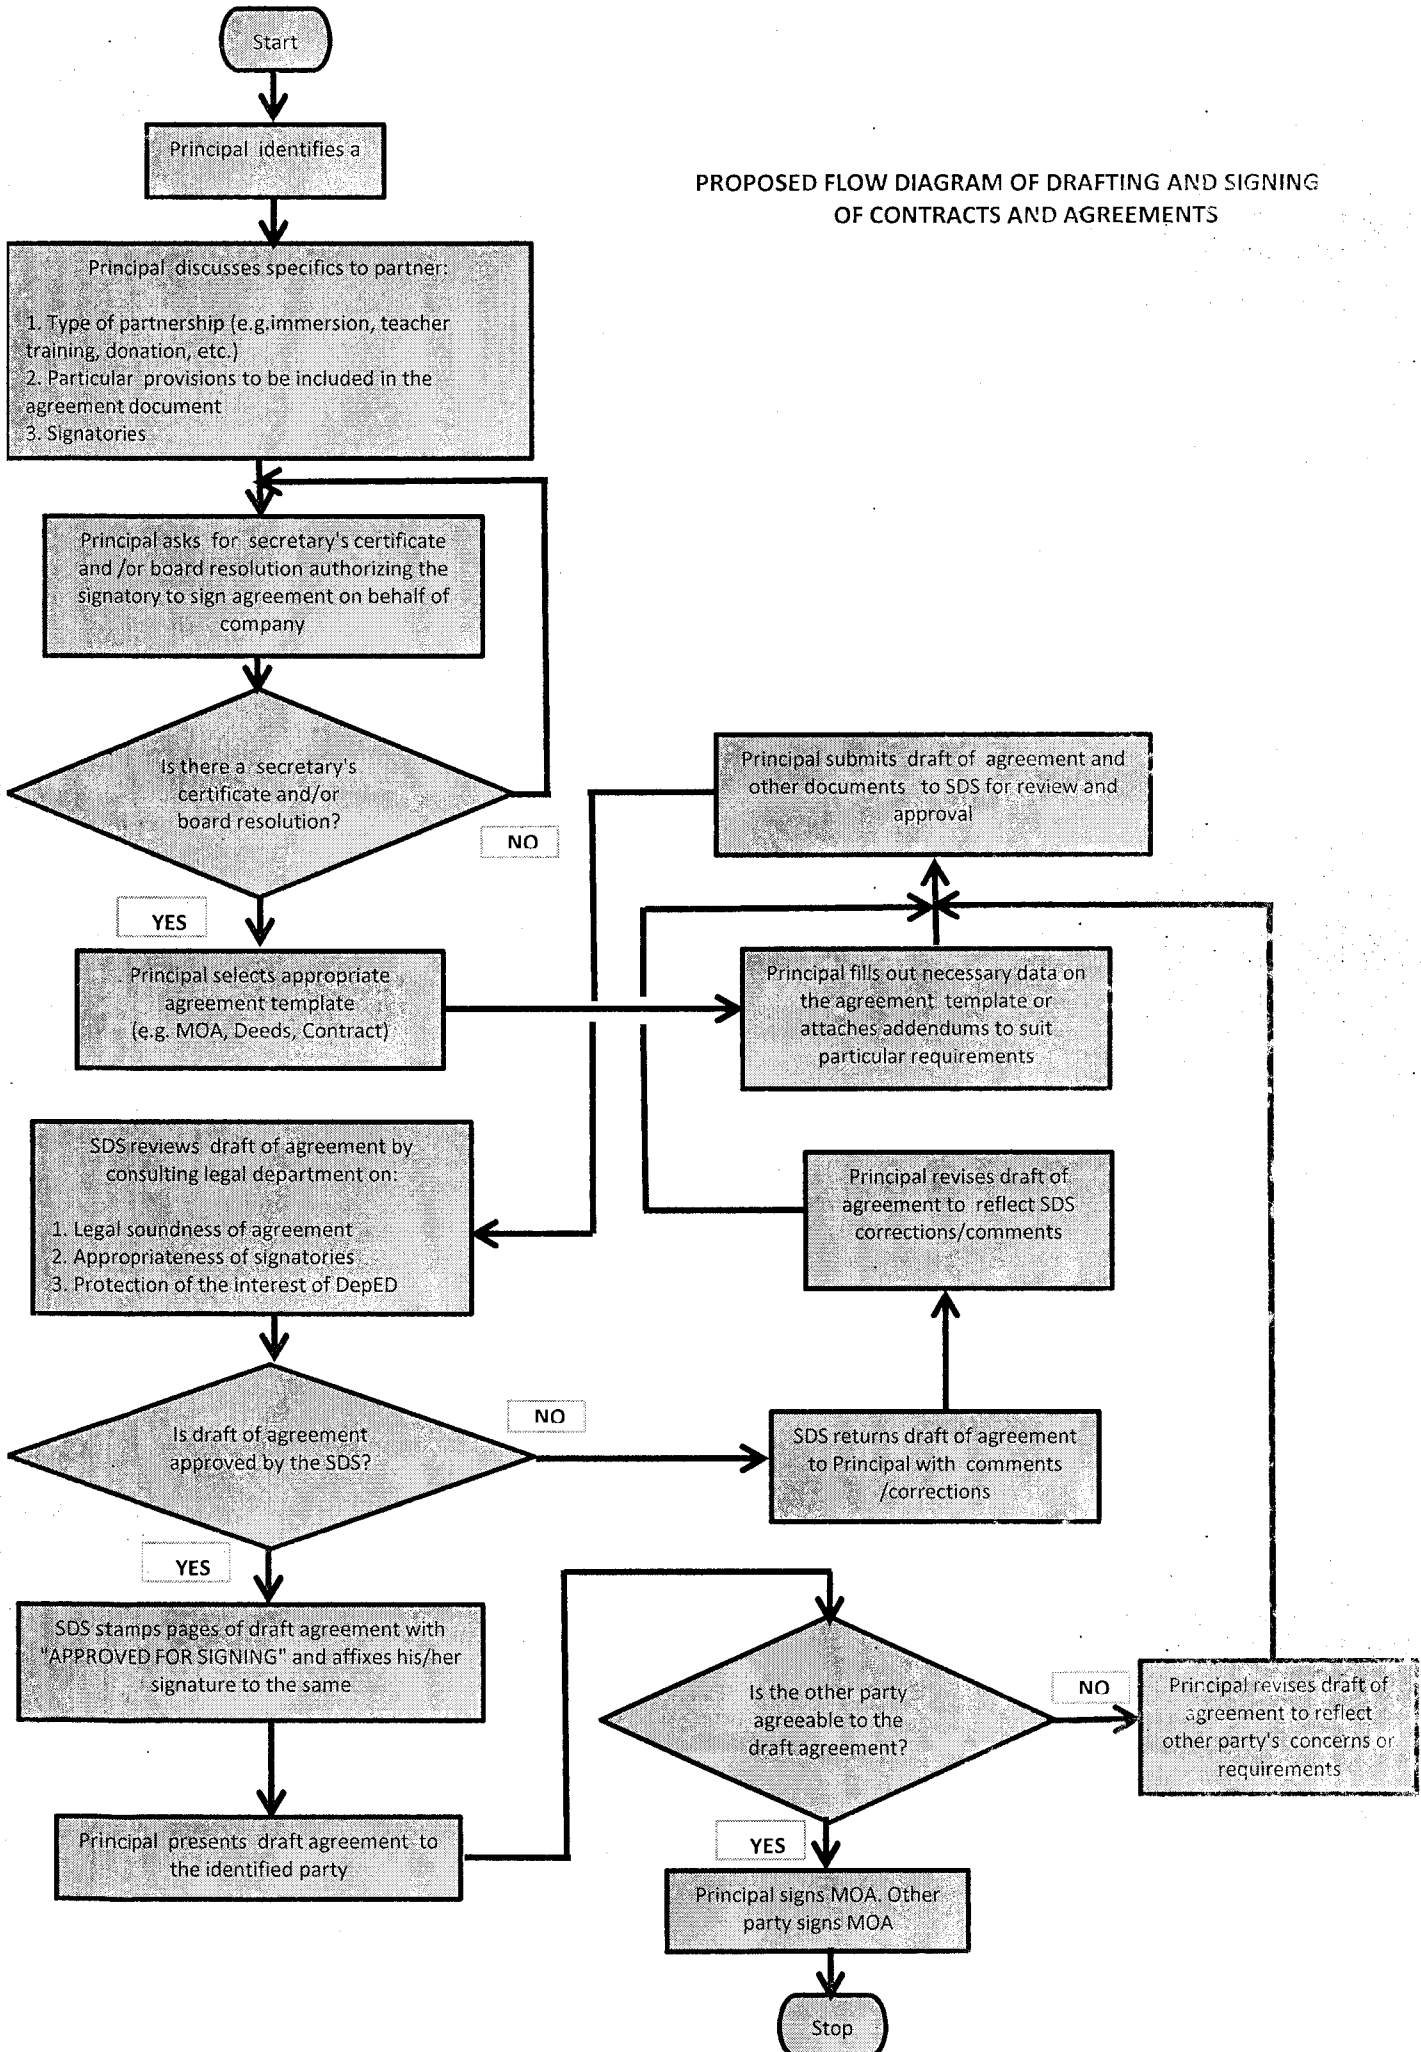 Start
Principal identifies a
PROPOSED FLOW DIAGRAM OF DRAFTING AND SIGNING
OF CONTRACTS AND AGREEMENTS
Principal discusses specifics to partner:
1. Type of partnership (e.g.immersion, teacher
training, donation, etc.)
2. Particular provisions to be included in the
agreement document
3. Signatories
Principal asks for secretary's certificate
and /or board resolution authorizing the
signatory to sign agreement on behalf of
company
Is there a secretary's
certificate and/or
board resolution?
NO
YES
Principal selects appropriate
agreement template
(e.g. MOA, Deeds, Contract)
Principal fills out necessary data on
the agreement template or
attaches addendums to suit
particular requirements
Principal submits draft of agreement and
other documents to SDS for review and
approval
SDS reviews draft of agreement by
consulting legal department on:
1. Legal soundness of agreement
2. Appropriateness of signatories
3. Protection of the interest of DepED
Is draft of agreement
approved by the SDS?
NO
SDS returns draft of agreement
to Principal with comments
/corrections
Principal revises draft of
agreement to reflect SDS
corrections/comments
YES
SDS stamps pages of draft agreement with
"APPROVED FOR SIGNING" and affixes his/her
signature to the same
Principal presents draft agreement to
the identified party
Is the other party
agreeable to the
draft agreement?
NO
Principal revises draft of
agreement to reflect
other party's concerns or
requirements
YES
Principal signs MOA. Other
party signs MOA
Stop